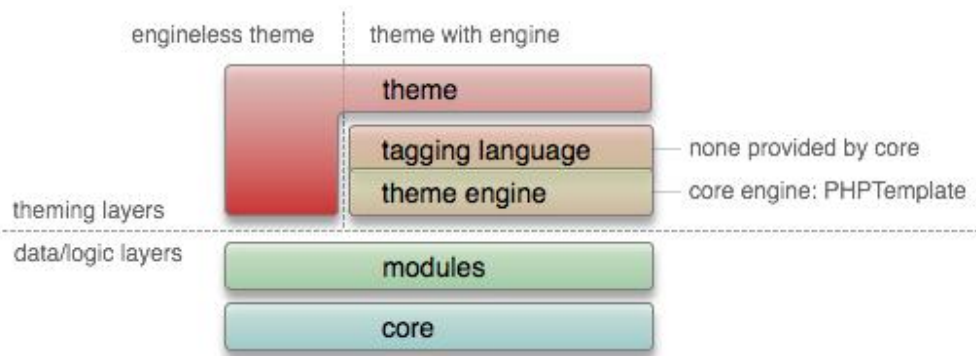 engineless theme
theme with engine
theme
tagging language
none provided by core
theme engine
core engine: PHPTemplate
theming layers
data/logic layers
modules
core